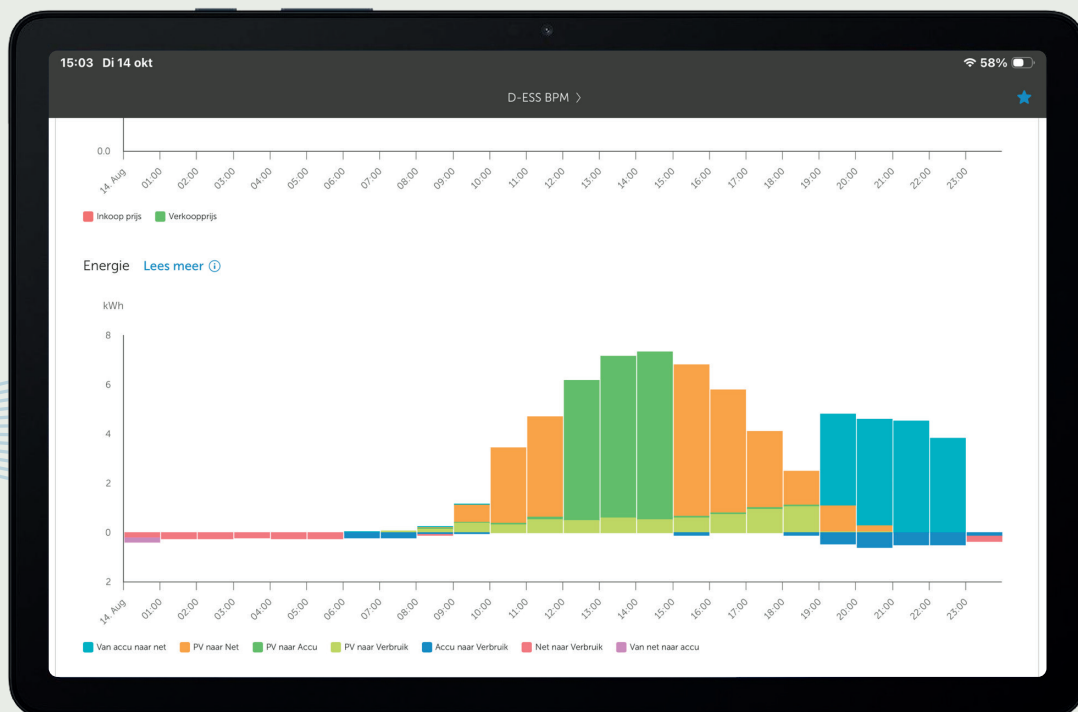 15:03 Di 14 okt
58%
D-ESS BPM >
0.0
14. Aug 01:00 02:00 03:00 04:00 05:00 06:00 07:00 08:00 09:00 10:00 11:00 12:00 13:00 14:00 15:00 16:00 17:00 18:00 19:00 20:00 21:00 22:00 23:00
Inkoop prijs Verkoopprijs
Energie Lees meer
kWh
8
6
4
2
0
2
14. Aug 01:00 02:00 03:00 04:00 05:00 06:00 07:00 08:00 09:00 10:00 11:00 12:00 13:00 14:00 15:00 16:00 17:00 18:00 19:00 20:00 21:00 22:00 23:00
Van accu naar net PV naar Net PV naar Accu PV naar Verbruik Accu naar Verbruik Net naar Verbruik Van net naar accu